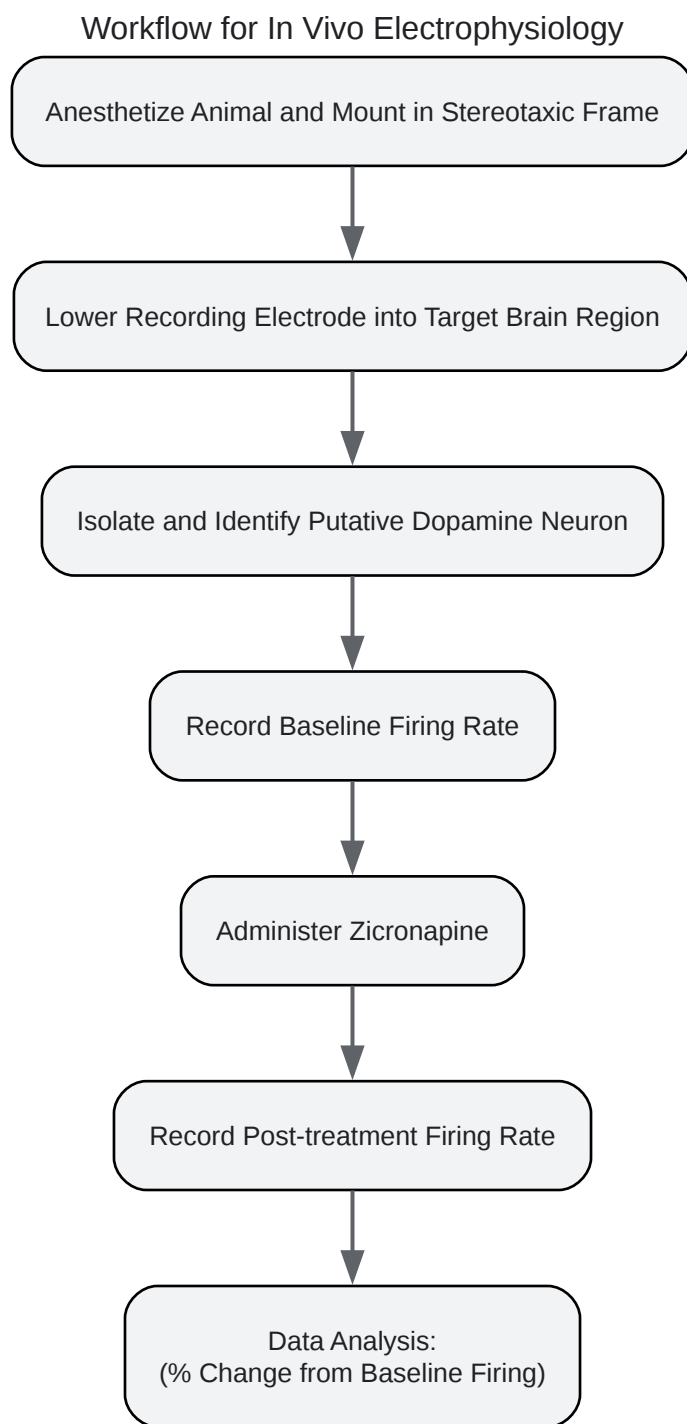 Workflow for In Vivo Electrophysiology
Anesthetize Animal and Mount in Stereotaxic Frame
Lower Recording Electrode into Target Brain Region
Isolate and Identify Putative Dopamine Neuron
Record Baseline Firing Rate
Administer Zicronapine
Record Post-treatment Firing Rate
Data Analysis:
(% Change from Baseline Firing)